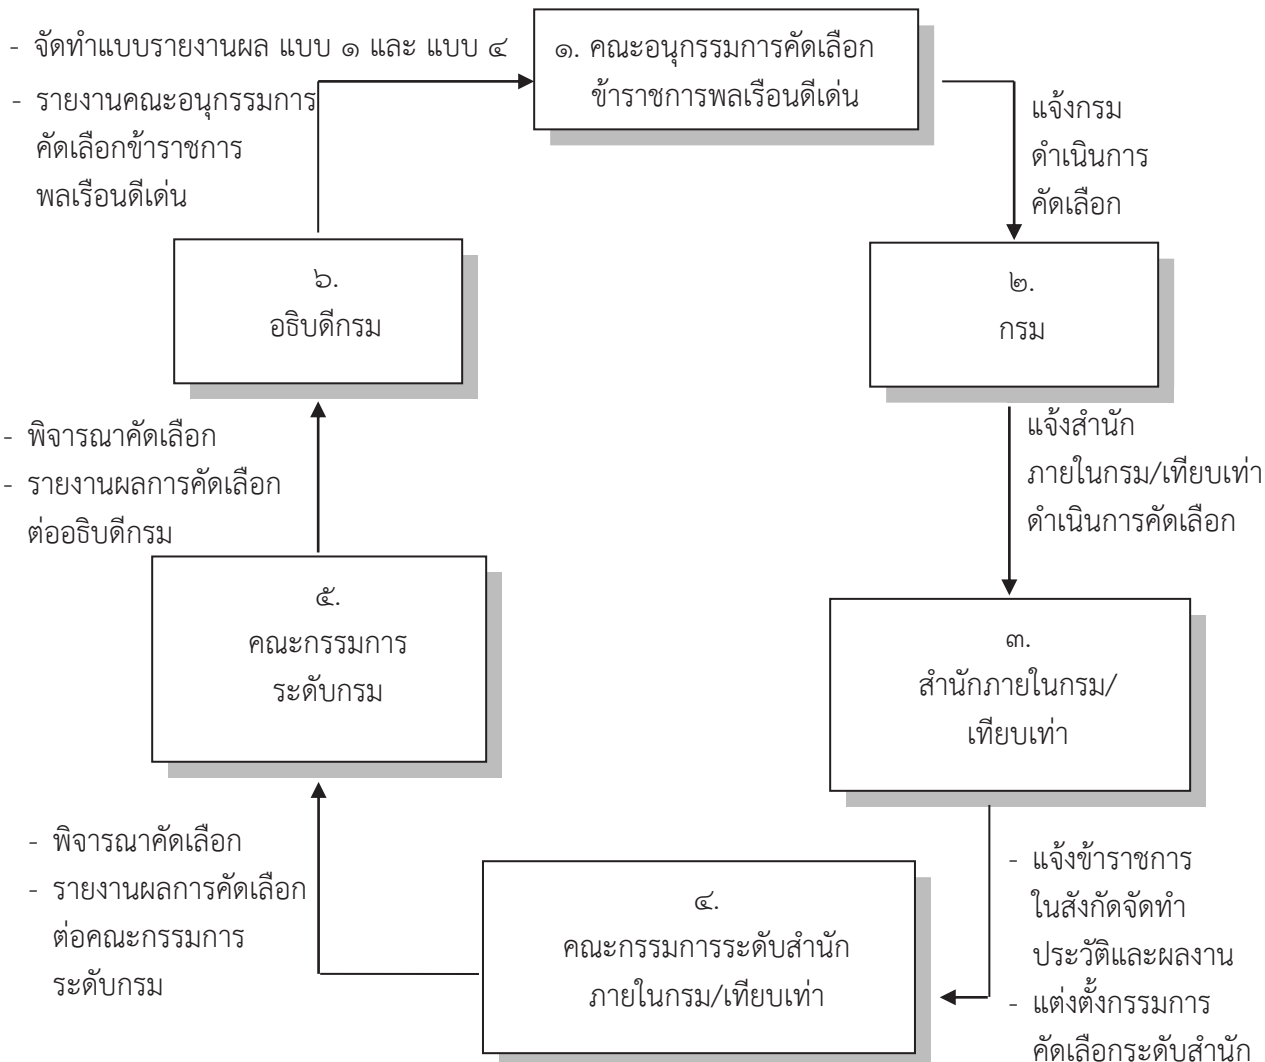 - จัดทำแบบรายงานผล แบบ ๑ และ แบบ ๔
- รายงานคณะอนุกรรมการ
คัดเลือกข้าราชการ
พลเรือนดีเด่น
๑. คณะอนุกรรมการคัดเลือก
ข้าราชการพลเรือนดีเด่น
แจ้งกรม
ดำเนินการ
คัดเลือก
๒.
กรม
แจ้งสำนัก
ภายในกรม/เทียบเท่า
ดำเนินการคัดเลือก
๓.
สำนักภายในกรม/
เทียบเท่า
- แจ้งข้าราชการ
ในสังกัดจัดทำ
ประวัติและผลงาน
- แต่งตั้งกรรมการ
คัดเลือกระดับสำนัก
๔.
คณะกรรมการระดับสำนัก
ภายในกรม/เทียบเท่า
- พิจารณาคัดเลือก
- รายงานผลการคัดเลือก
ต่อคณะกรรมการ
ระดับกรม
๕.
คณะกรรมการ
ระดับกรม
- พิจารณาคัดเลือก
- รายงานผลการคัดเลือก
ต่ออธิบดีกรม
๖.
อธิบดีกรม